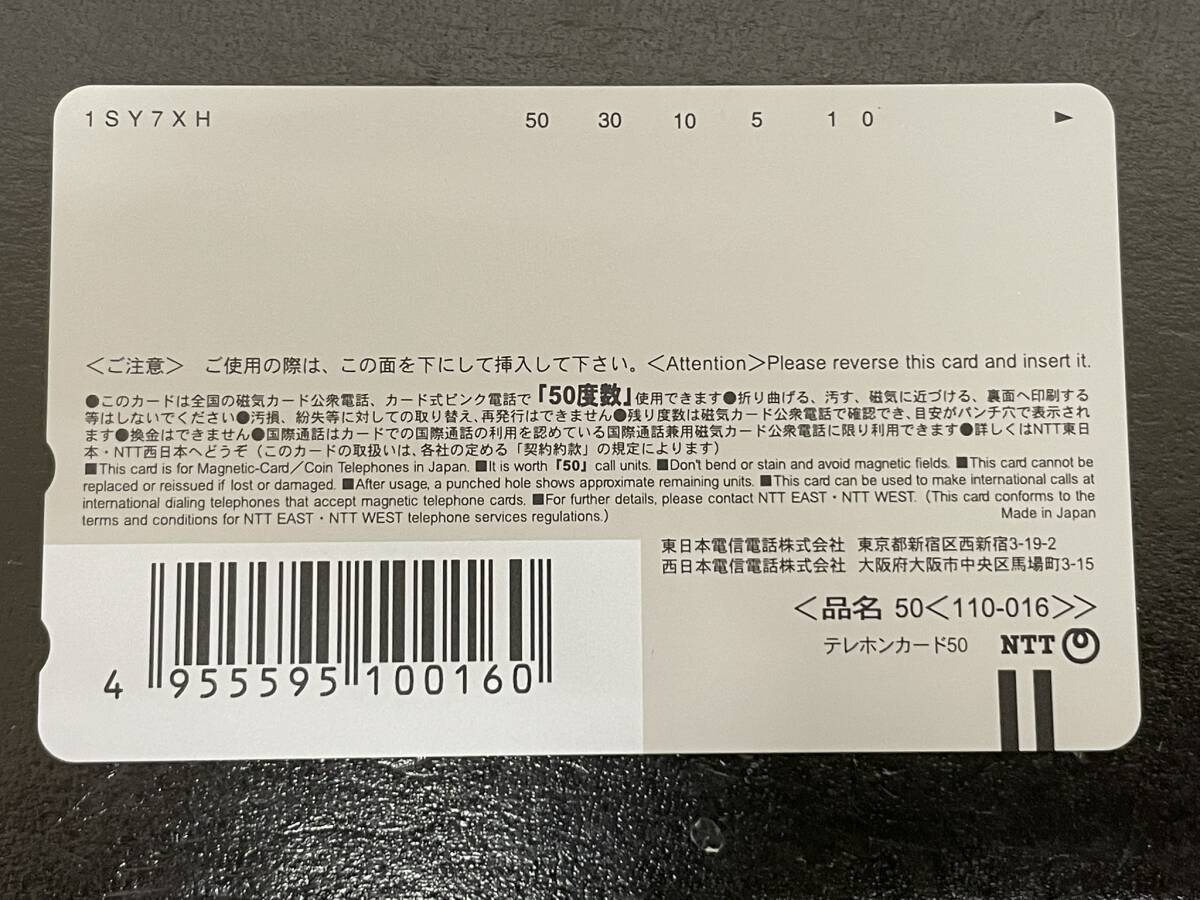 1SY7XH 50 30 10 5 1 0 ►
＜ご注意＞ ご使用の際は、この面を下にして挿入して下さい。＜Attention＞Please reverse this card and insert it.
●このカードは全国の磁気カード公衆電話、カード式ピンク電話で「50度数」使用できます●折り曲げる、汚す、磁気に近づける、裏面へ印刷する
等はしないでください●汚損、紛失等に対しての取り替え、再発行はできません●残り度数は磁気カード公衆電話で確認でき、目安がパンチ穴で表示され
ます●換金はできません●国際通話はカードでの国際通話の利用を認めている国際通話兼用磁気カード公衆電話に限り利用できます●詳しくはNTT東日
本・NTT西日本へどうぞ（このカードの取扱いは、各社の定める「契約約款」の規定によります）
■This card is for Magnetic-Card／Coin Telephones in Japan. ■It is worth『50』call units. ■Don't bend or stain and avoid magnetic fields. ■This card cannot be
replaced or reissued if lost or damaged. ■After usage, a punched hole shows approximate remaining units. ■This card can be used to make international calls at
international dialing telephones that accept magnetic telephone cards. ■For further details, please contact NTT EAST・NTT WEST.（This card conforms to the
terms and conditions for NTT EAST・NTT WEST telephone services regulations.）
Made in Japan
東日本電信電話株式会社 東京都新宿区西新宿3-19-2
西日本電信電話株式会社 大阪府大阪市中央区馬場町3-15
＜品名 50＜110-016＞＞
テレホンカード50 NTT
4 955595 100160